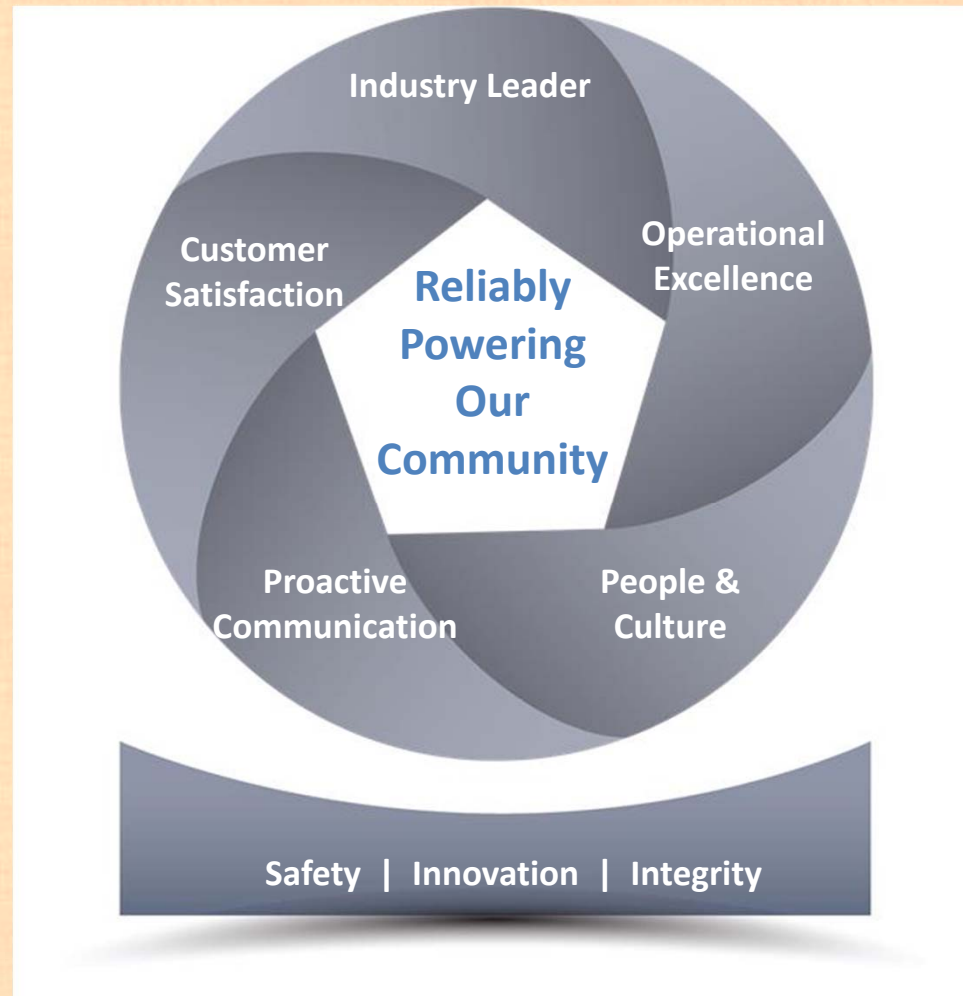 Industry Leader
Operational
Excellence
Customer
Satisfaction
Reliably
Powering
Our
Community
Proactive
Communication
People &
Culture
Safety | Innovation | Integrity